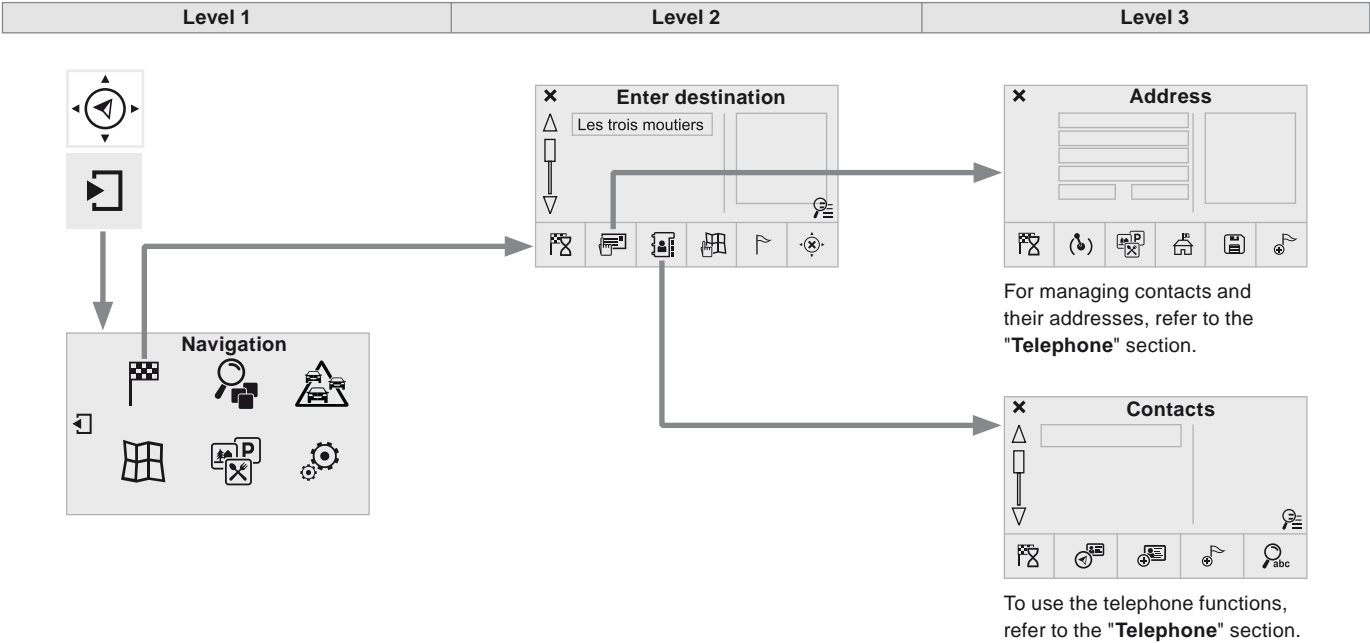 Level 1
Level 2
Level 3
Enter destination
Les trois moutiers
Address
For managing contacts and
their addresses, refer to the
"Telephone" section.
Navigation
P
P
Contacts
abc
To use the telephone functions,
refer to the "Telephone" section.